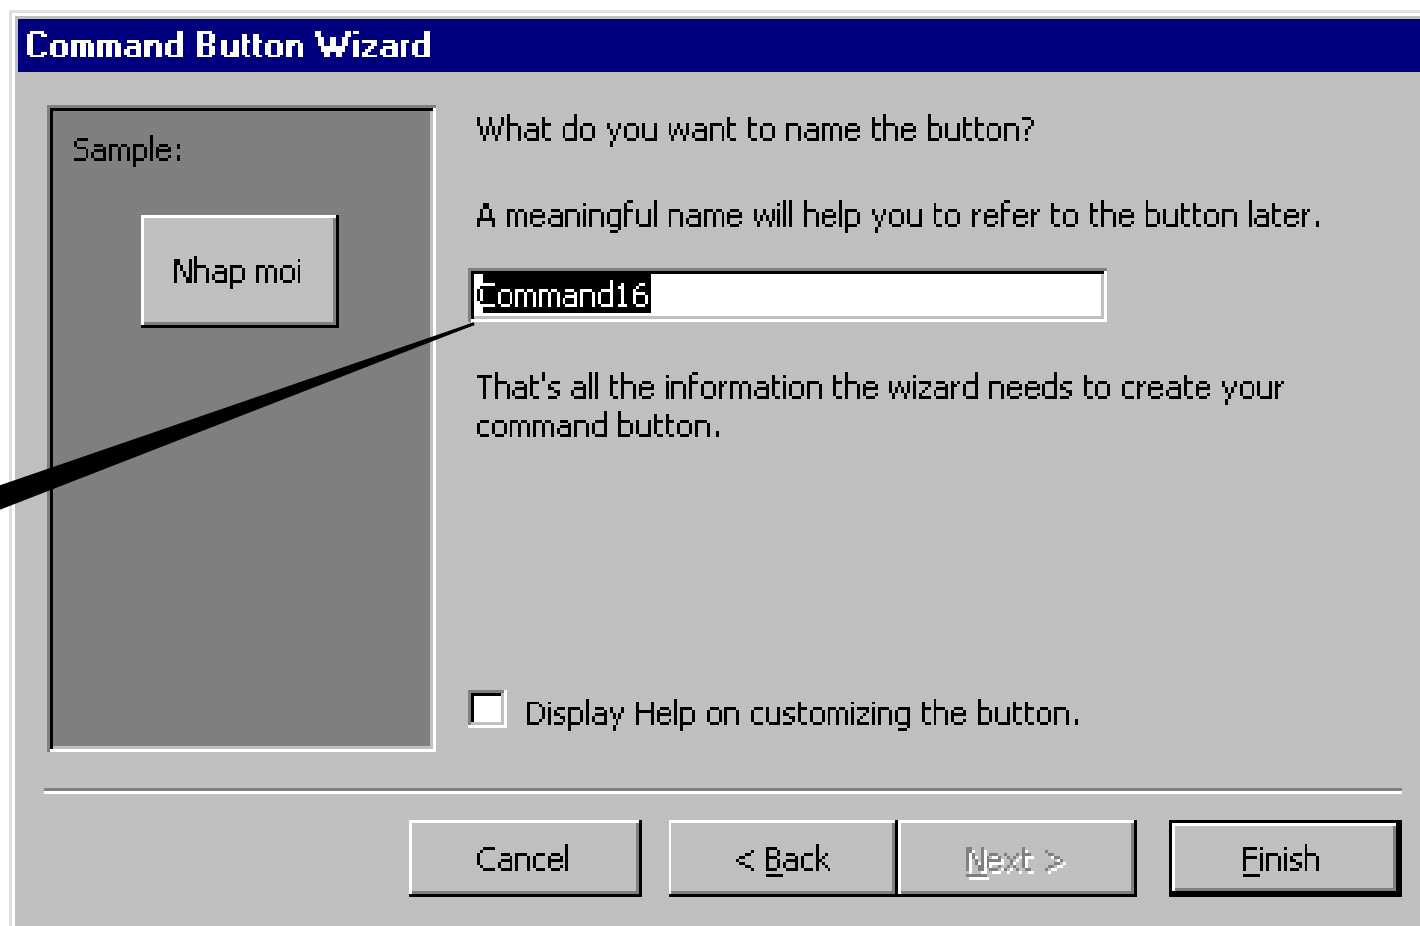 Command Button Wizard
Sample:
Nhap moi
What do you want to name the button?
A meaningful name will help you to refer to the button later.
Command16
That's all the information the wizard needs to create your
command button.
Display Help on customizing the button.
Cancel
< Back
Next >
Finish